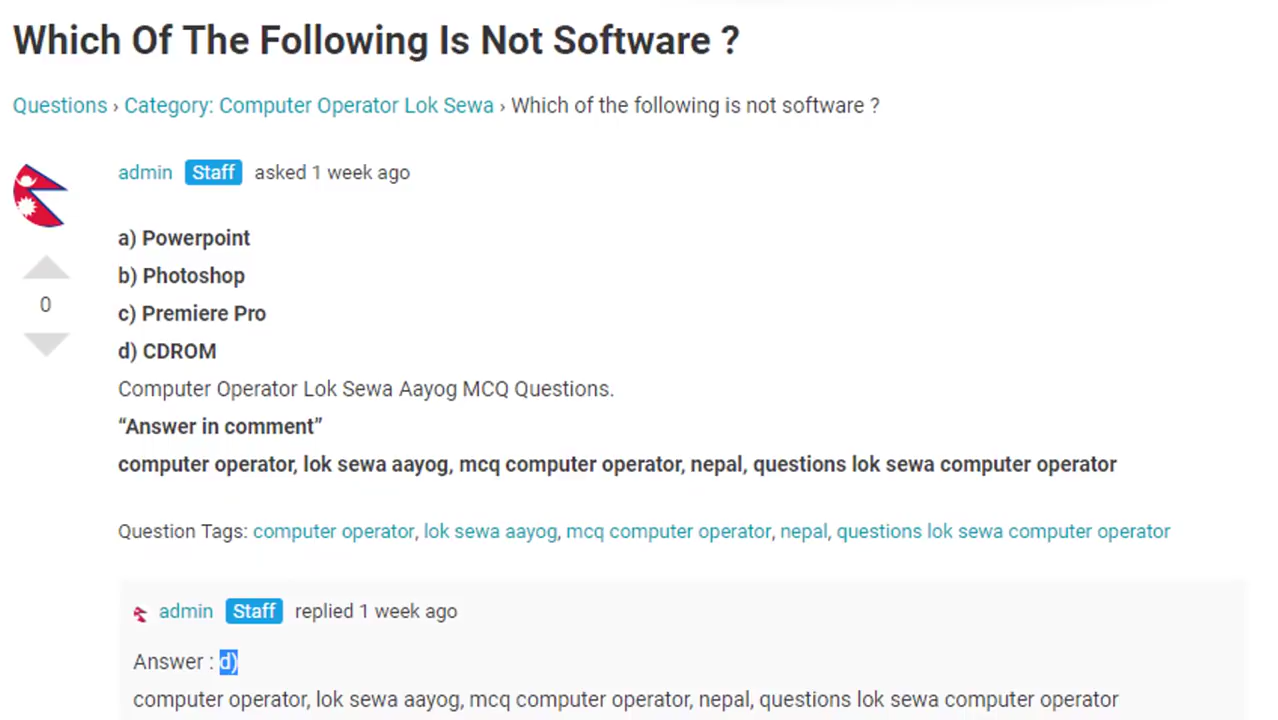 Which Of The Following Is Not Software ?
Questions › Category: Computer Operator Lok Sewa › Which of the following is not software ?
admin Staff asked 1 week ago
a) Powerpoint
b) Photoshop
0
c) Premiere Pro
d) CDROM
Computer Operator Lok Sewa Aayog MCQ Questions.
“Answer in comment”
computer operator, lok sewa aayog, mcq computer operator, nepal, questions lok sewa computer operator
Question Tags: computer operator, lok sewa aayog, mcq computer operator, nepal, questions lok sewa computer operator
admin Staff replied 1 week ago
Answer : d)
computer operator, lok sewa aayog, mcq computer operator, nepal, questions lok sewa computer operator